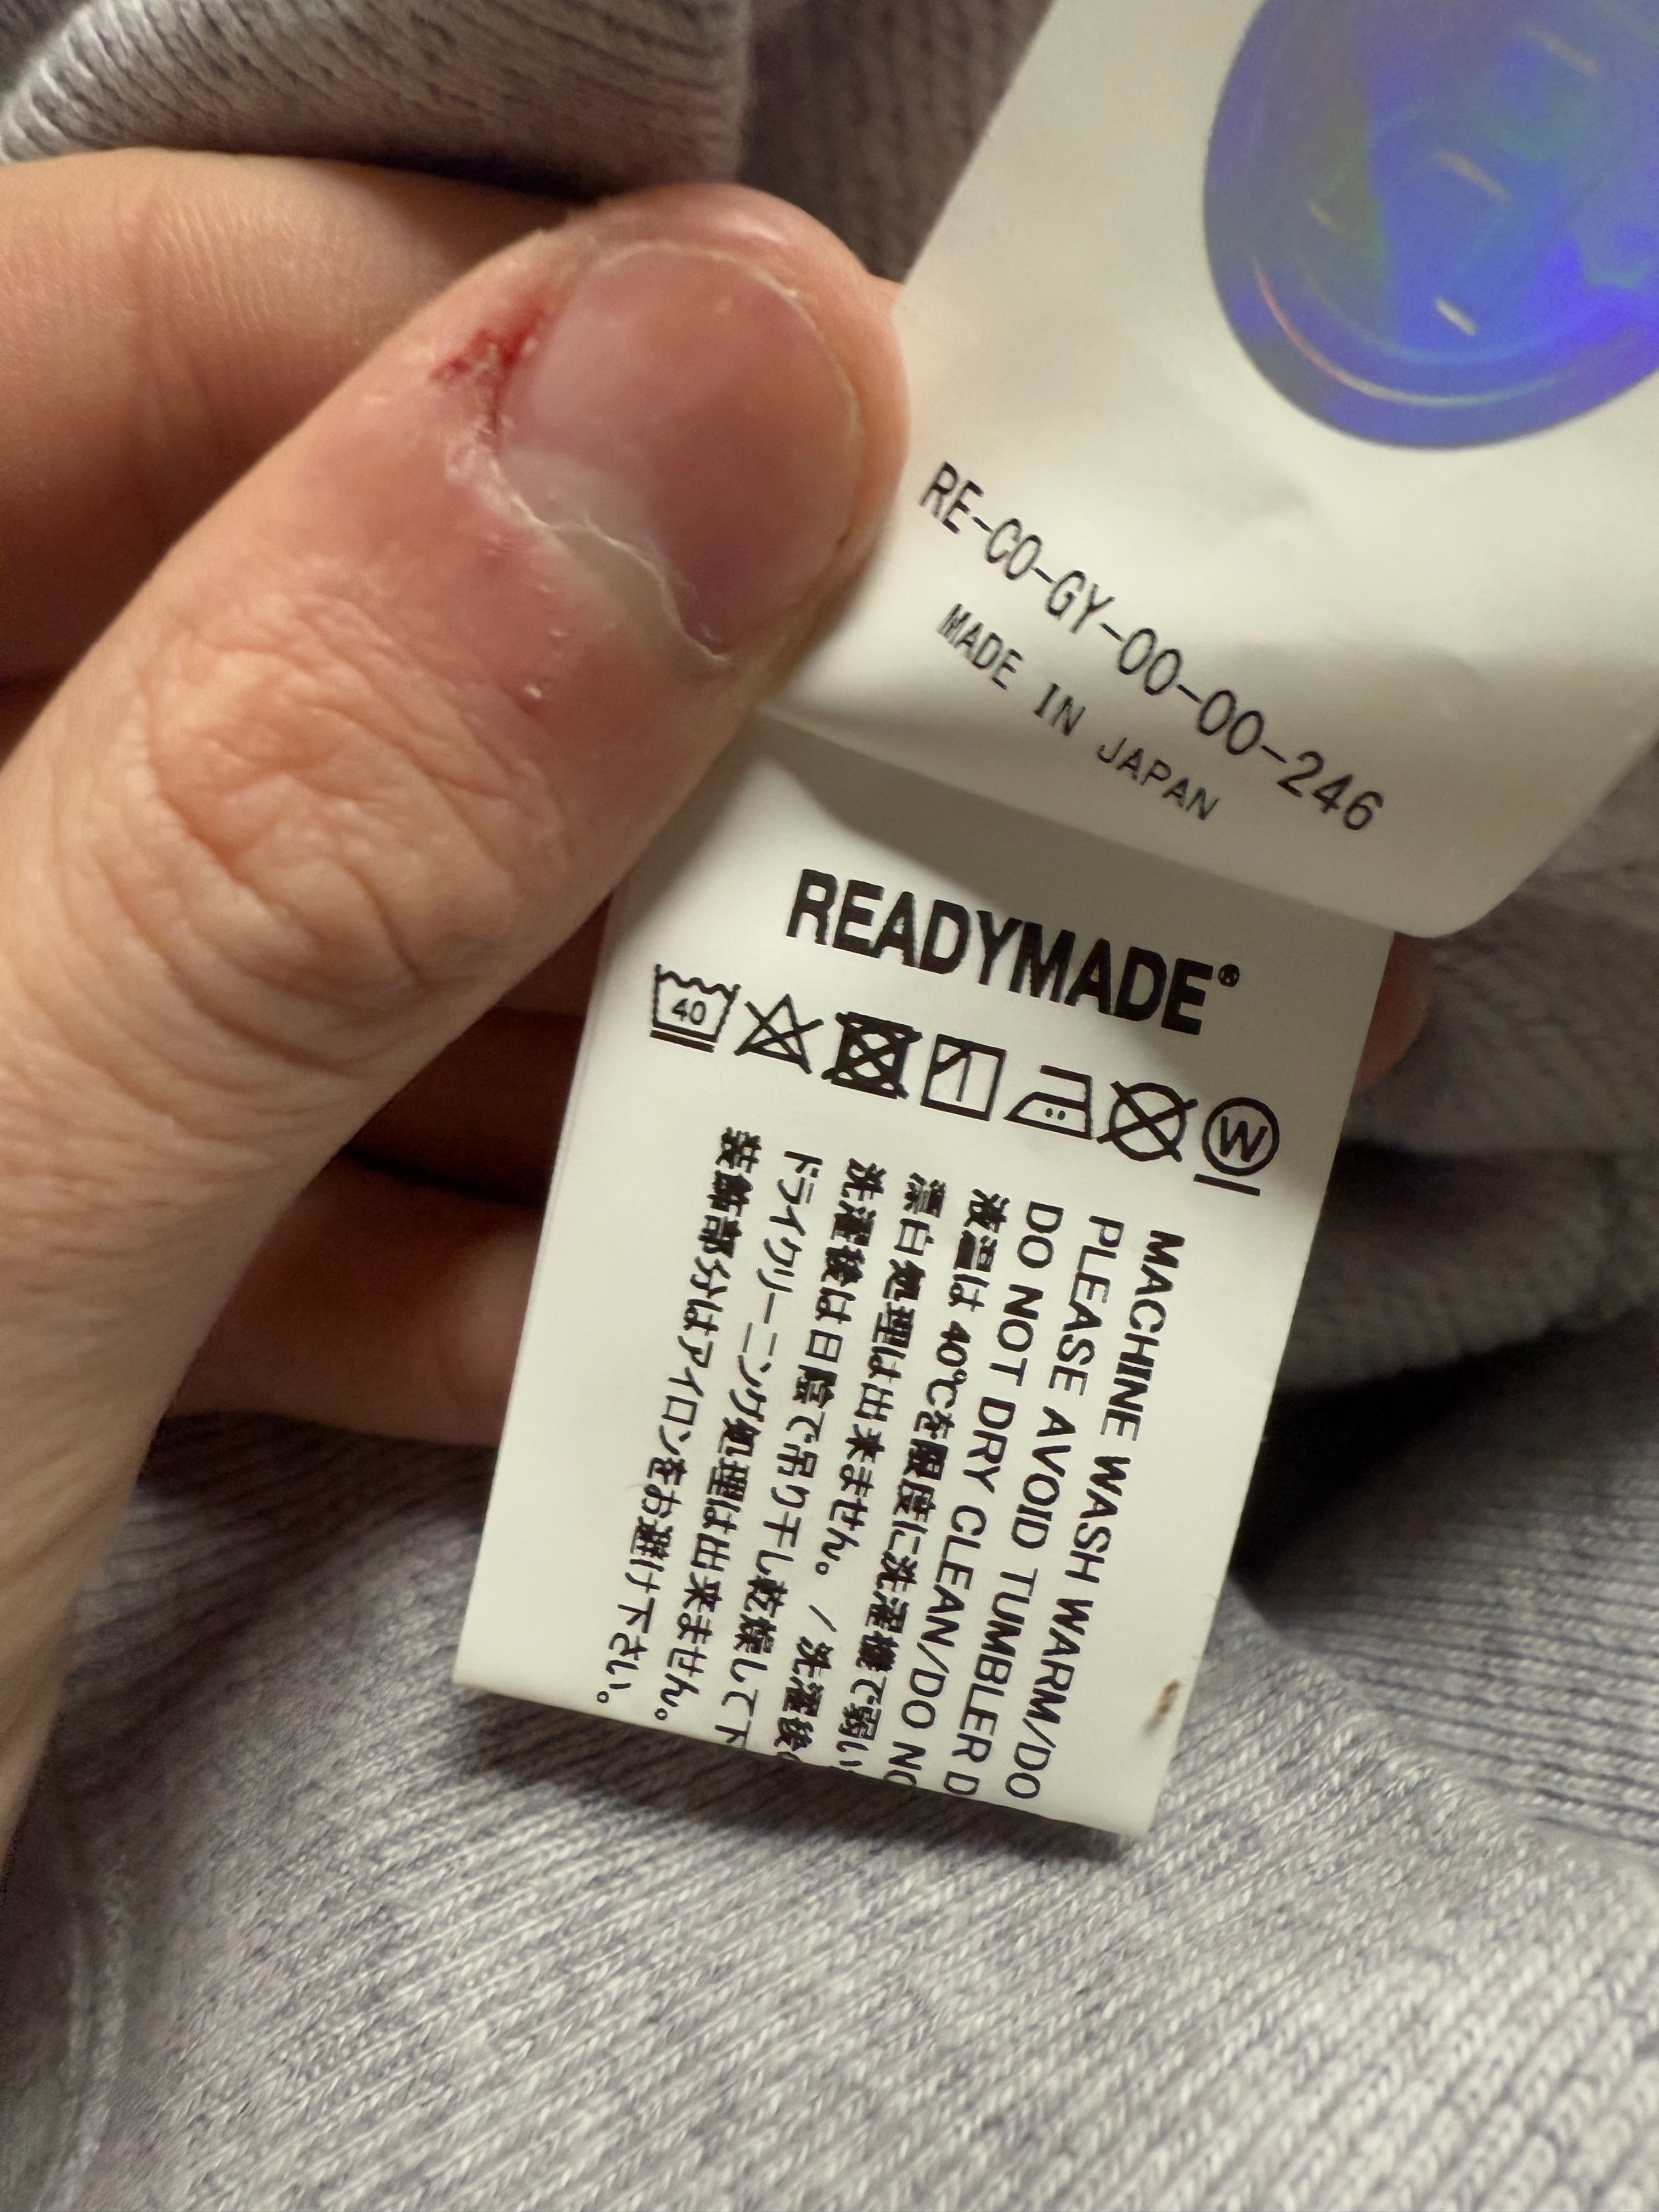 RE-CO-GY-00-00-246
MADE IN JAPAN
READYMADE®
40
W
MACHINE WASH WARM/DO
PLEASE AVOID TUMBLER D
DO NOT DRY CLEAN/DO NO
液温は 40℃を限度に洗濯機で弱い
漂白処理は出来ません。/ 洗濯後
洗濯後は日陰で吊り干し乾燥して下
ドライクリーニング処理は出来ません。
装飾部分はアイロンをお避け下さい。